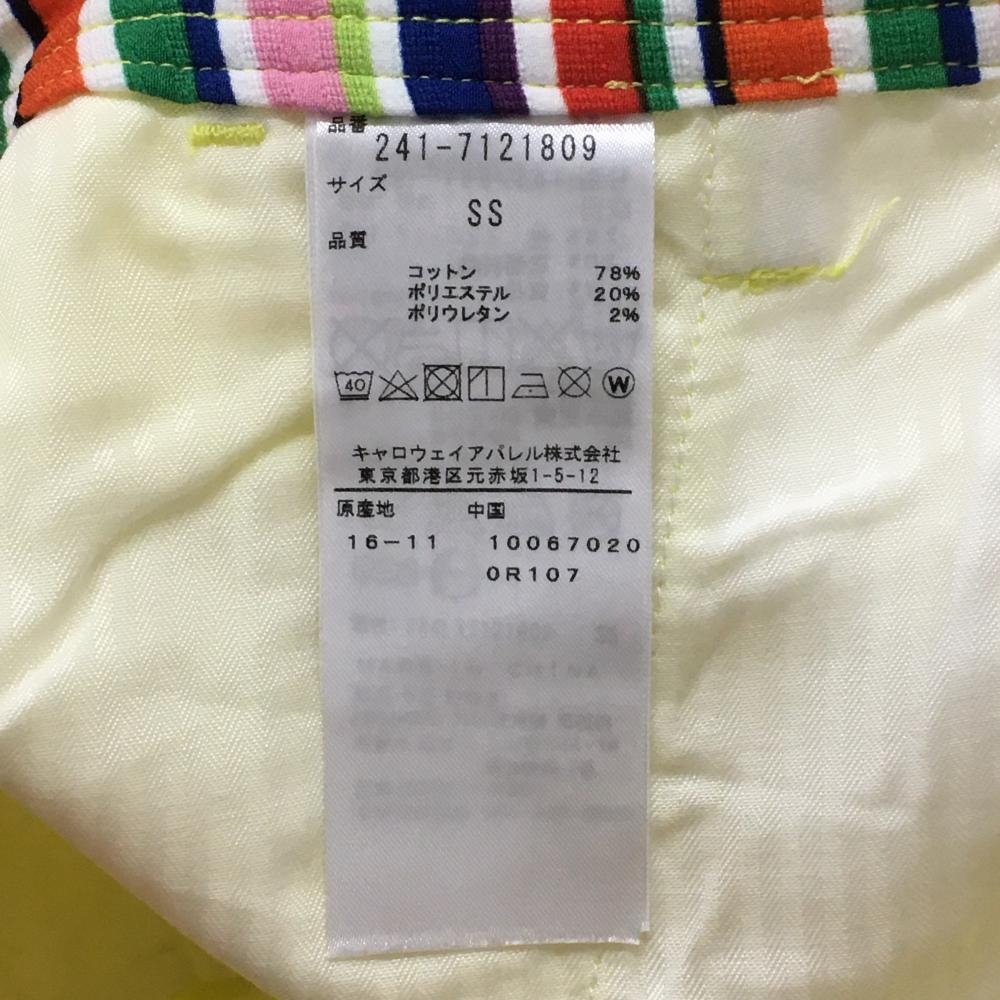 品番
241-7121809
サイズ
SS
品質
コットン 78%
ポリエステル 20%
ポリウレタン 2%
40 W
キャロウェイアパレル株式会社
東京都港区元赤坂1-5-12
原産地 中国
16-11 10067020
0R107